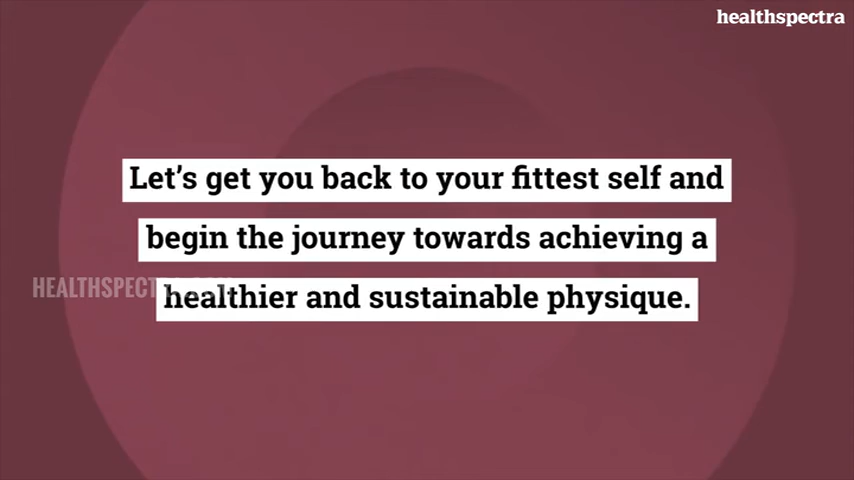 healthspectra
Let's get you back to your fittest self and
begin the journey towards achieving a
HEALTHSPECTRA.COM
healthier and sustainable physique.